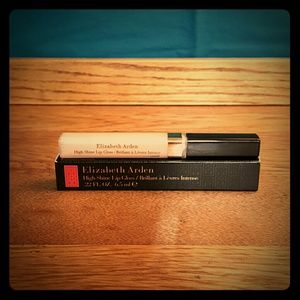 Elizabeth Arden
High Shine Lip Gloss / Brillant à Lèvres Intense
Elizabeth Arden
High Shine Lip Gloss / Brillant à Lèvres Intense
.22 FL. OZ. 6.5 ml ℮